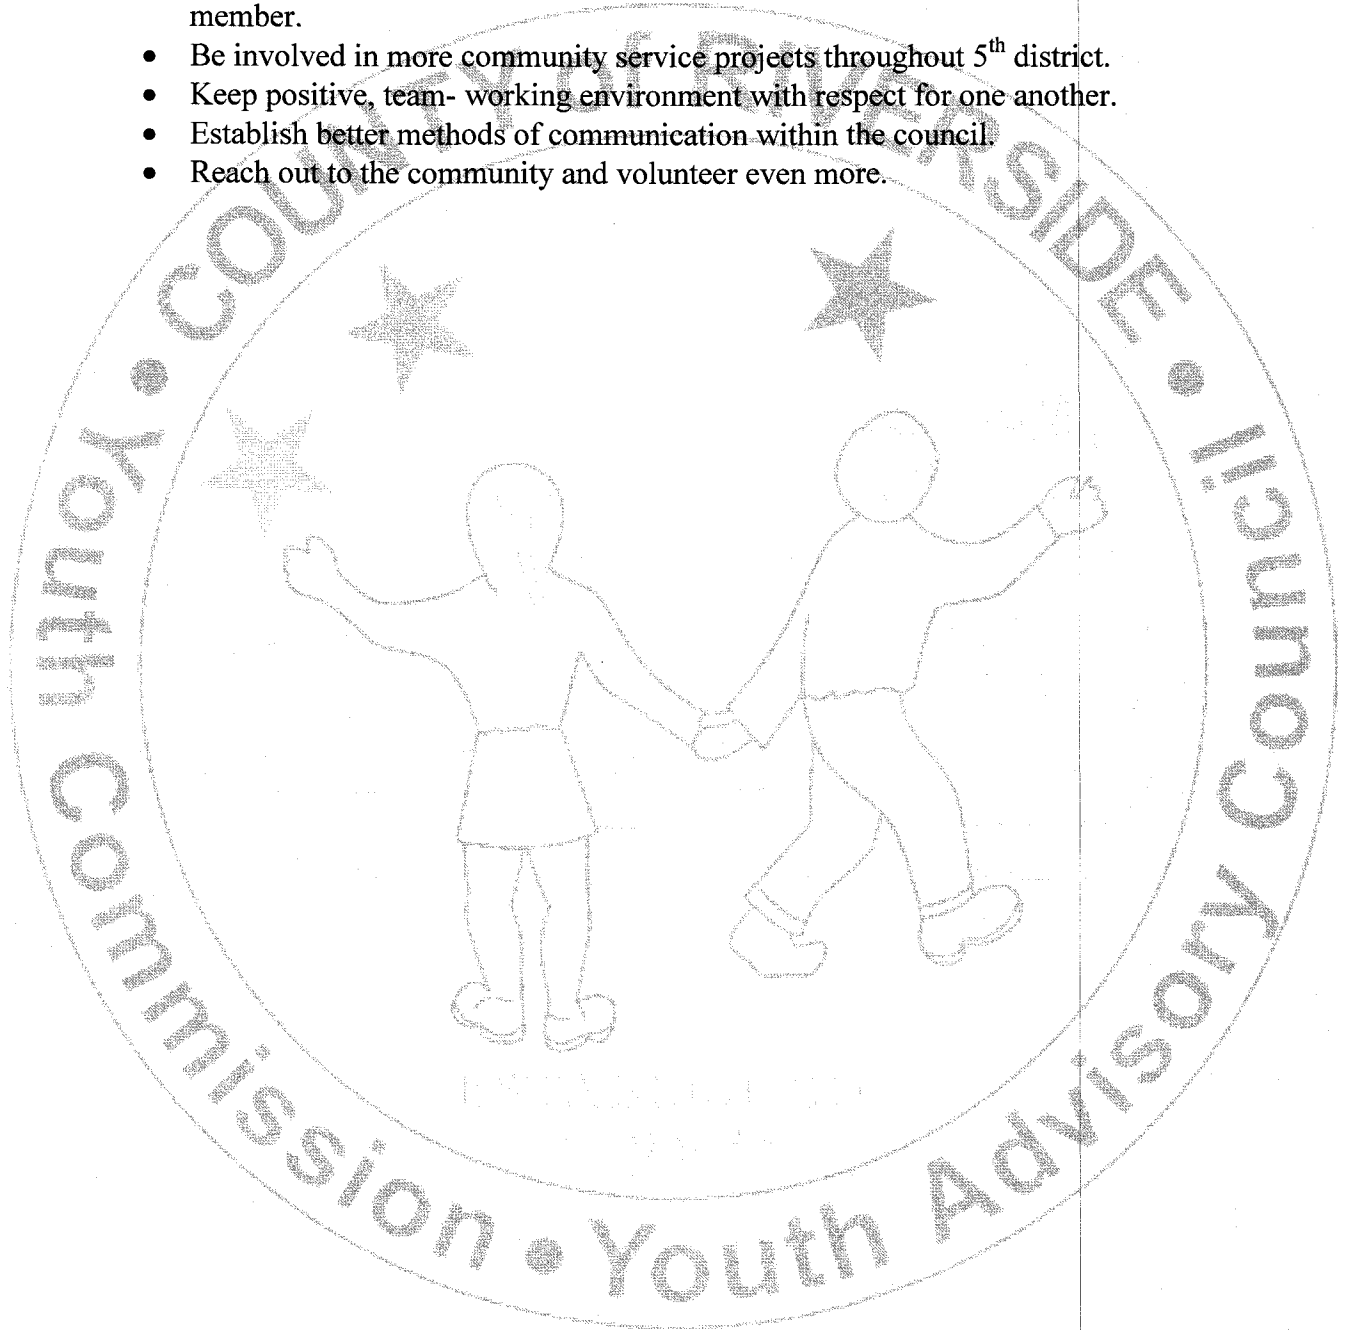 member.
• Be involved in more community service projects throughout 5th district.
• Keep positive, team- working environment with respect for one another.
• Establish better methods of communication within the council.
• Reach out to the community and volunteer even more.
COUNTY of RIVERSIDE
• Youth Commission • Youth Advisory Council •